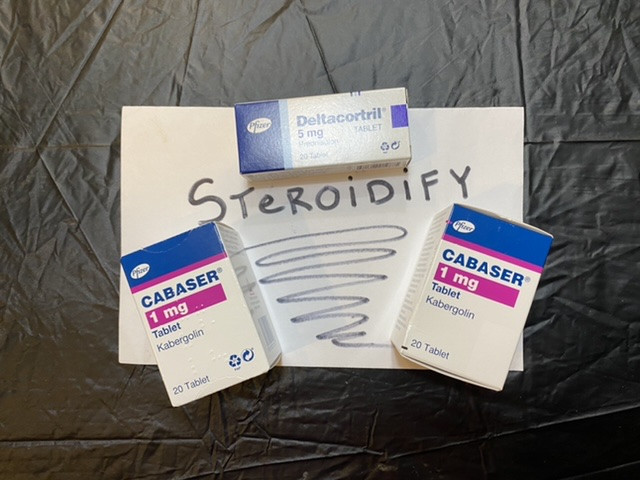 Pfizer
Deltacortril®
5 mg TABLET
20 Tablet
STEROIDIFY
Pfizer
CABASER®
1 mg
Tablet
Kabergolin
20 Tablet
Pfizer
CABASER®
1 mg
Tablet
Kabergolin
20 Tablet